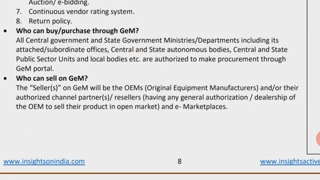 Auction/ e-bidding.
7. Continuous vendor rating system.
8. Return policy.
• Who can buy/purchase through GeM?
All Central government and State Government Ministries/Departments including its
attached/subordinate offices, Central and State autonomous bodies, Central and State
Public Sector Units and local bodies etc. are authorized to make procurement through
GeM portal.
• Who can sell on GeM?
The “Seller(s)” on GeM will be the OEMs (Original Equipment Manufacturers) and/or their
authorized channel partner(s)/ resellers (having any general authorization / dealership of
the OEM to sell their product in open market) and e- Marketplaces.
www.insightsonindia.com 8 www.insightsactive